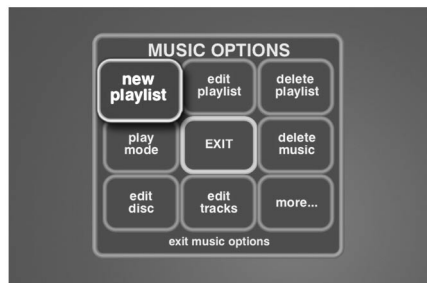 MUSIC OPTIONS
new
playlist
edit
playlist
delete
playlist
play
mode
EXIT
delete
music
edit
disc
edit
tracks
more...
exit music options